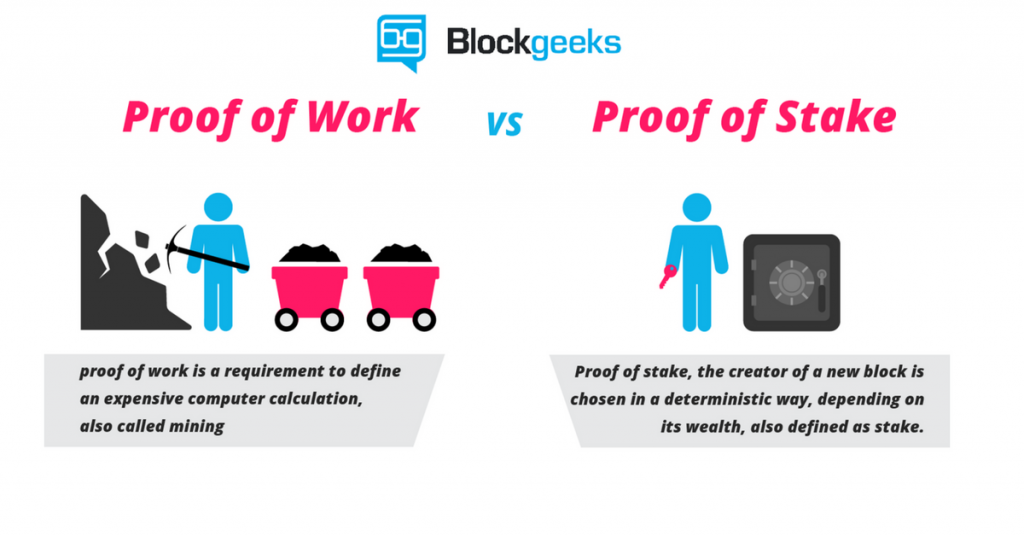 Blockgeeks
Proof of Work vs Proof of Stake
proof of work is a requirement to define
an expensive computer calculation,
also called mining
Proof of stake, the creator of a new block is
chosen in a deterministic way, depending on
its wealth, also defined as stake.